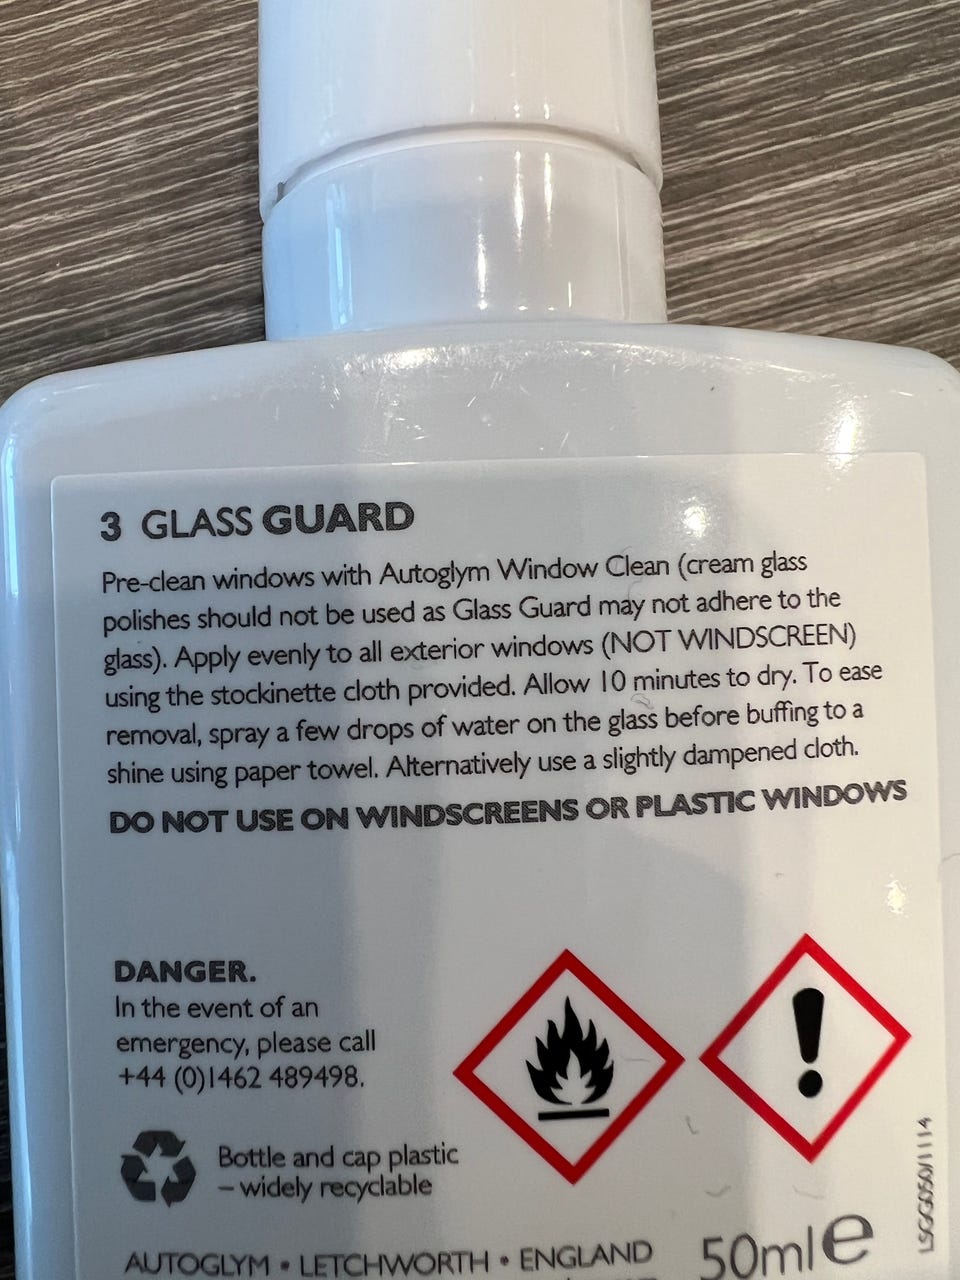 3 GLASS GUARD
Pre-clean windows with Autoglym Window Clean (cream glass
polishes should not be used as Glass Guard may not adhere to the
glass). Apply evenly to all exterior windows (NOT WINDSCREEN)
using the stockinette cloth provided. Allow 10 minutes to dry. To ease
removal, spray a few drops of water on the glass before buffing to a
shine using paper towel. Alternatively use a slightly dampened cloth.
DO NOT USE ON WINDSCREENS OR PLASTIC WINDOWS
DANGER.
In the event of an
emergency, please call
+44 (0)1462 489498.
Bottle and cap plastic
– widely recyclable
AUTOGLYM • LETCHWORTH • ENGLAND
50ml e
LSGG050/1114